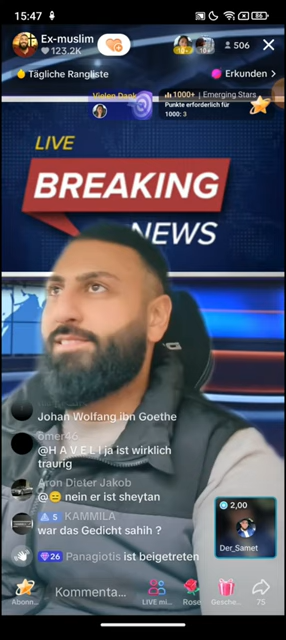 15:47
86
Ex-muslim
123.2K
506
Tägliche Rangliste
Erkunden >
Vielen Dank
1000+ | Emerging Stars
Punkte erforderlich für
1000: 3
LIVE
BREAKING
NEWS
Johan Wolfang ibn Goethe
@H A V E L I ja ist wirklich
traurig
Aron Dieter Jakob
@😑 nein er ist sheytan
5 KAMMILA
war das Gedicht sahih ?
26 Panagiotis ist beigetreten
2,00
Der_Samet
Kommenta...
Abonn...
LIVE mi...
Rose
Gesche...
75